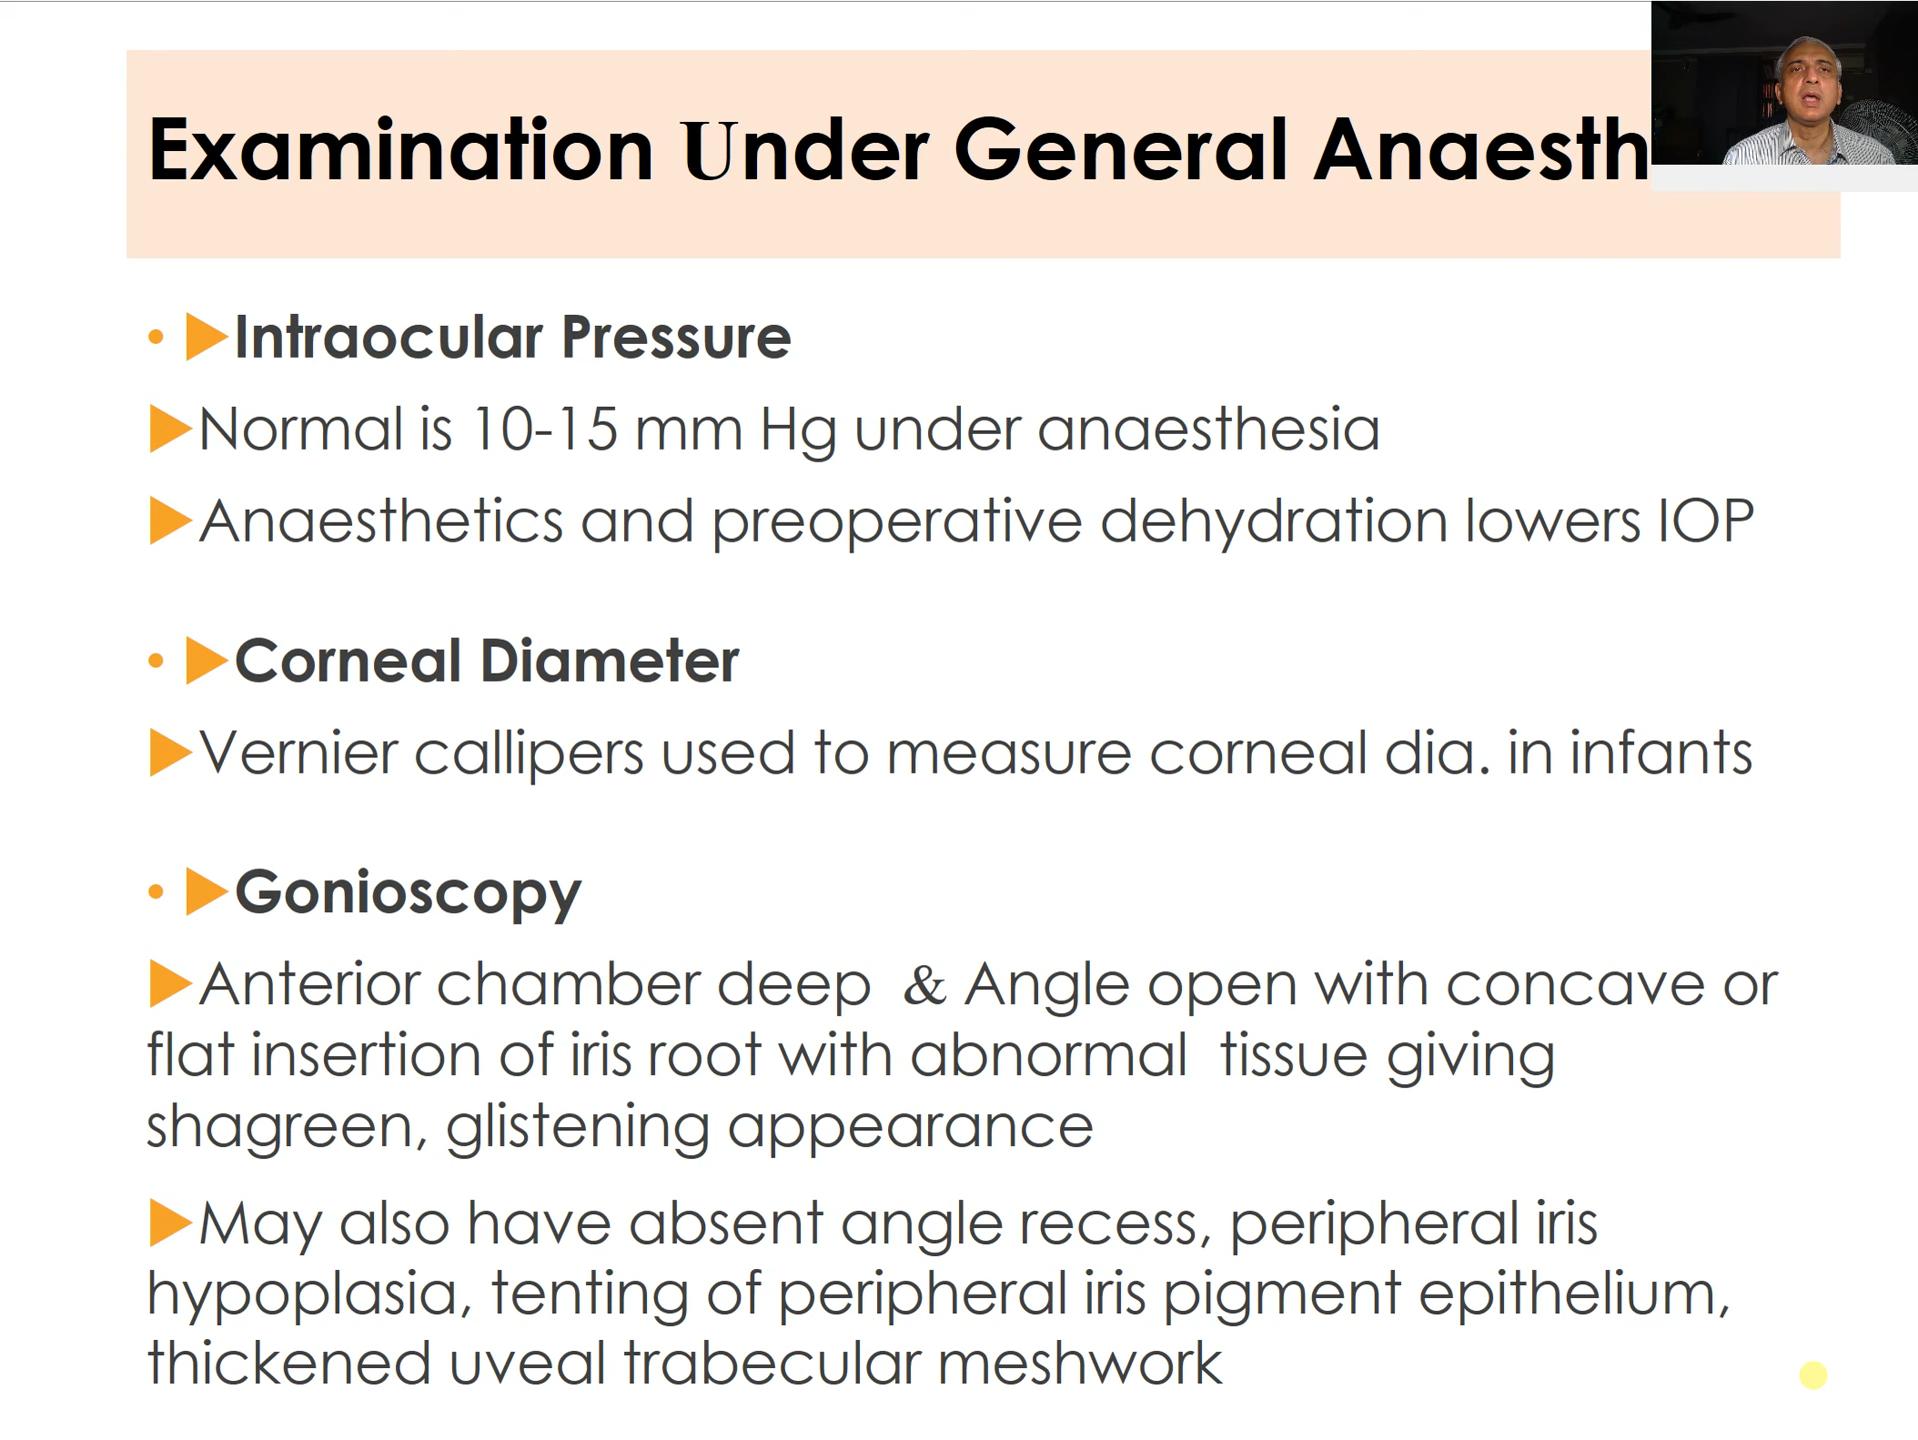 Examination Under General Anaesth
• ▶Intraocular Pressure
▶Normal is 10-15 mm Hg under anaesthesia
▶Anaesthetics and preoperative dehydration lowers IOP
• ▶Corneal Diameter
▶Vernier callipers used to measure corneal dia. in infants
• ▶Gonioscopy
▶Anterior chamber deep & Angle open with concave or
flat insertion of iris root with abnormal tissue giving
shagreen, glistening appearance
▶May also have absent angle recess, peripheral iris
hypoplasia, tenting of peripheral iris pigment epithelium,
thickened uveal trabecular meshwork